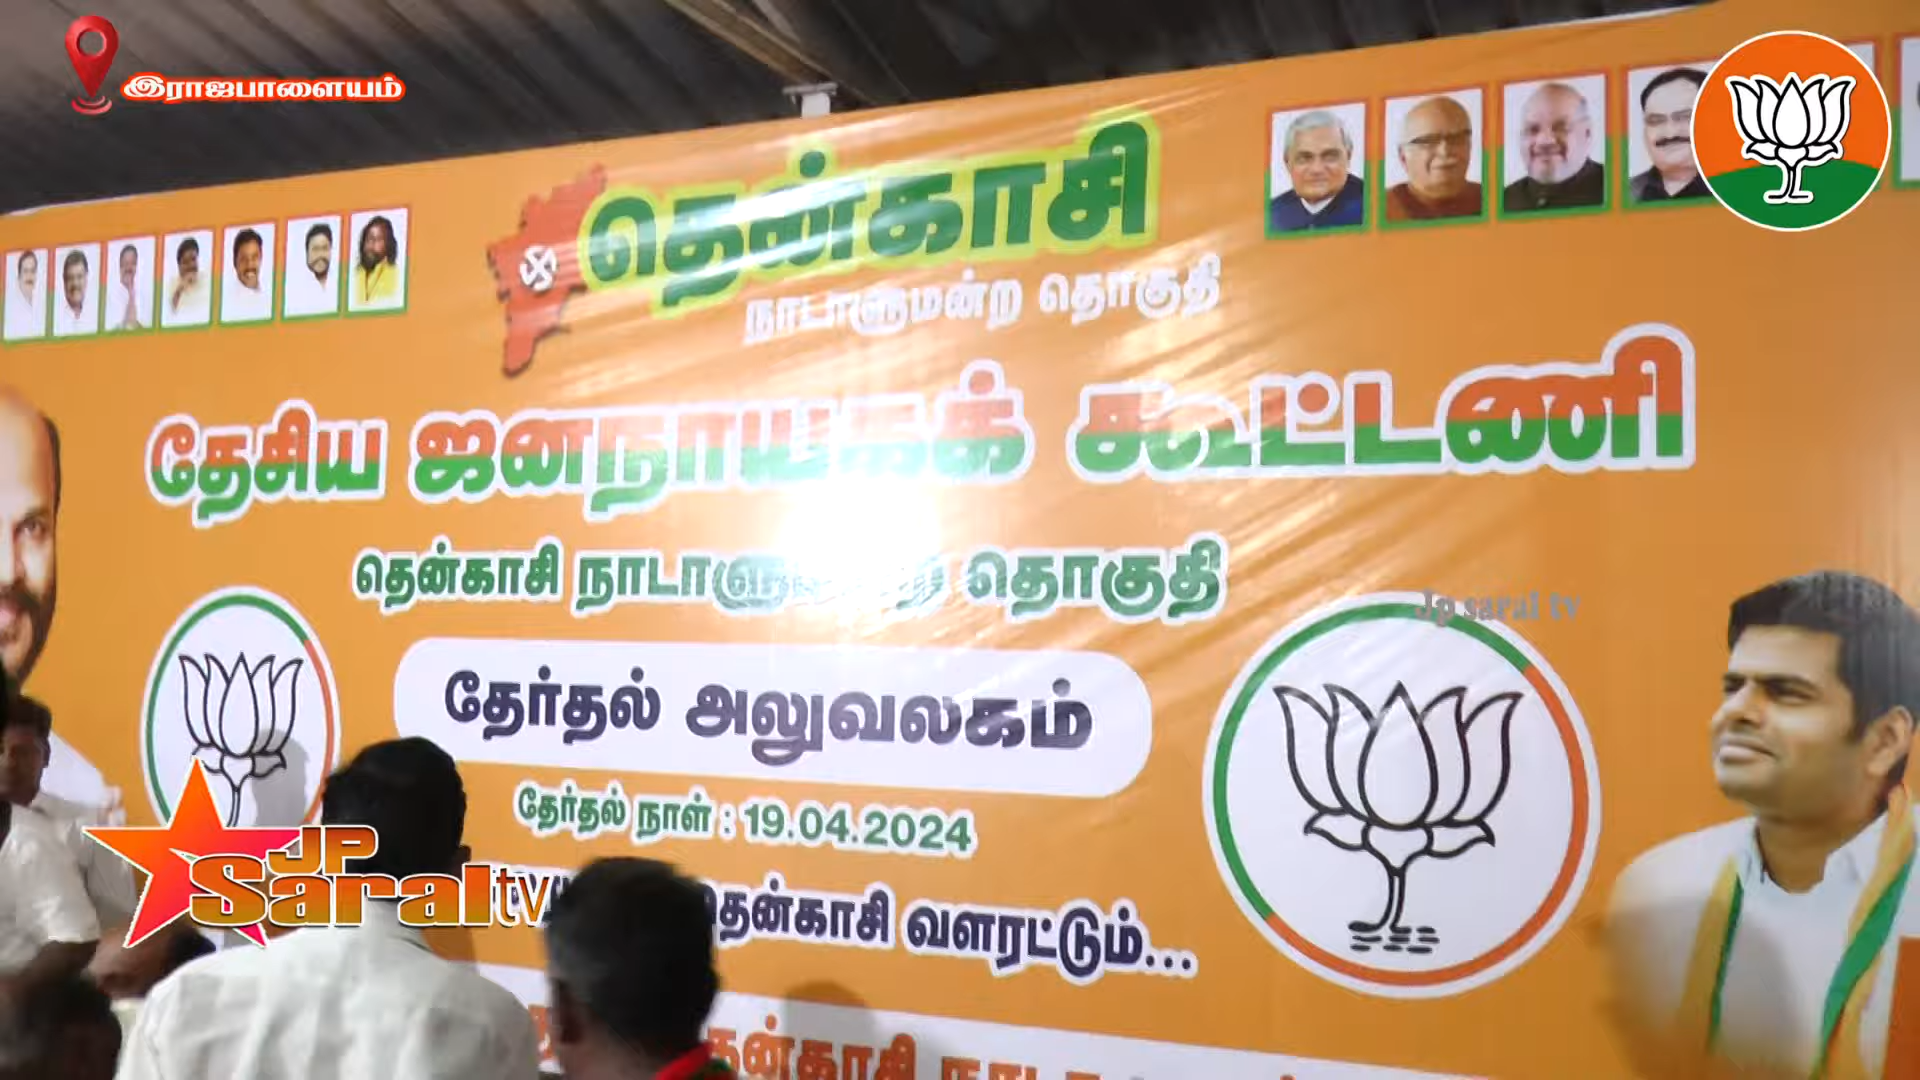 இராஜபாளையம்
தென்காசி
நாடாளுமன்ற தொகுதி
தேசிய ஜனநாயகக் கூட்டணி
தென்காசி நாடாளுமன்ற தொகுதி
Jp saral tv
தேர்தல் அலுவலகம்
தேர்தல் நாள் : 19.04.2024
JP
Saral tv
தென்காசி வளரட்டும்...